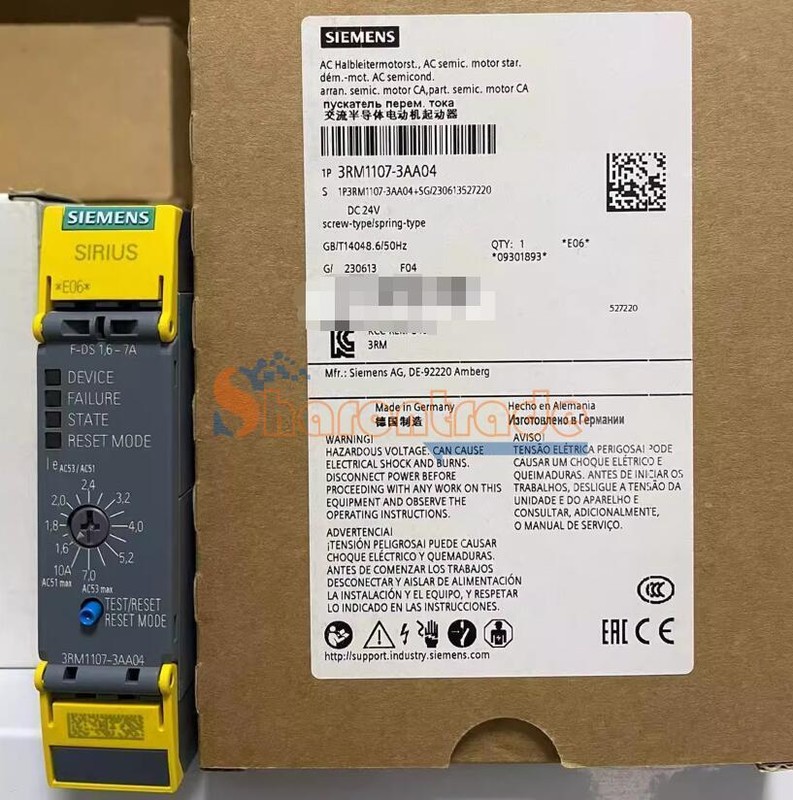 SIEMENS
SIRIUS
*E06*
F-DS 1,6-7A
DEVICE
FAILURE
STATE
RESET MODE
Ie AC53 / AC51
2,4
2,0
3,2
1,8
4,0
1,6
5,2
10A
7,0
AC51 max
AC53 max
TEST/RESET
RESET MODE
3RM1107-3AA04
SIEMENS
AC Halbleitermotorst., AC semic. motor star.
dém.-mot. AC semicond.
arran. semic. motor CA,part. semic. motor CA
пускатель перем. тока
交流半导体电动机起动器
1P 3RM1107-3AA04
S 1P3RM1107-3AA04+SG/230613527220
DC 24V
screw-type/spring-type
GB/T14048.6/50Hz QTY: 1 *E06*
*09301893*
G/ 230613 F04
527220
3RM
Mfr.: Siemens AG, DE-92220 Amberg
Made in Germany Hecho en Alemania
德国制造 Изготовлено в Германии
WARNING!
HAZARDOUS VOLTAGE. CAN CAUSE
ELECTRICAL SHOCK AND BURNS.
DISCONNECT POWER BEFORE
PROCEEDING WITH ANY WORK ON THIS
EQUIPMENT AND OBSERVE THE
OPERATING INSTRUCTIONS.
AVISO!
TENSÃO ELÉTRICA PERIGOSA! PODE
CAUSAR UM CHOQUE ELÉTRICO E
QUEIMADURAS. ANTES DE INICIAR OS
TRABALHOS, DESLIGUE A TENSÃO DA
UNIDADE E DO APARELHO E
CONSULTAR, ADICIONALMENTE,
O MANUAL DE SERVIÇO.
ADVERTENCIA!
¡TENSIÓN PELIGROSA! PUEDE CAUSAR
CHOQUE ELÉCTRICO Y QUEMADURAS.
ANTES DE COMENZAR LOS TRABAJOS
DESCONECTAR Y AISLAR DE ALIMENTACIÓN
LA INSTALACIÓN Y EL EQUIPO, Y RESPETAR
LO INDICADO EN LAS INSTRUCCIONES.
CCC
EAC CE
http://support.industry.siemens.com
Sharontrade